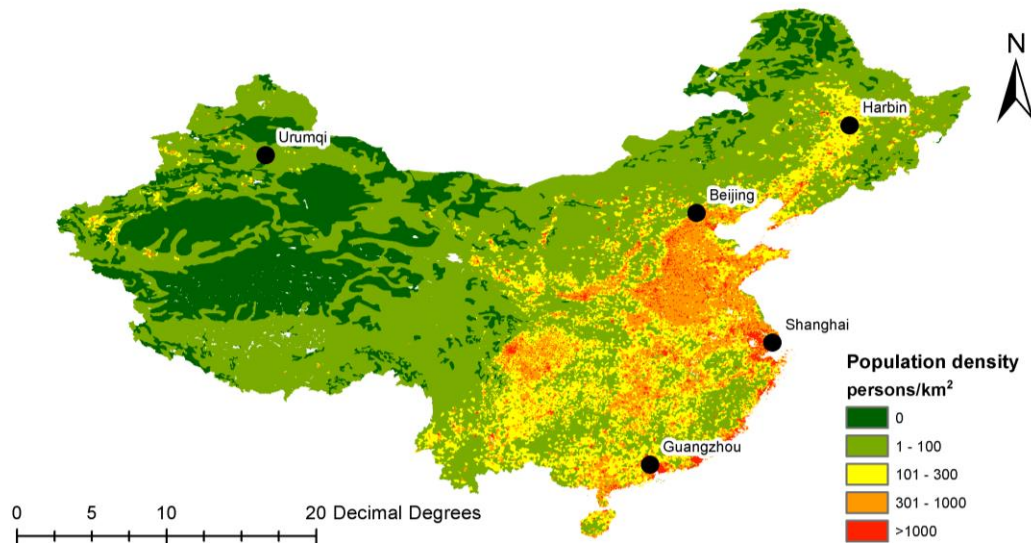 N
Harbin
Urumqi
Beijing
Shanghai
Guangzhou
Population density
persons/km²
0
1 - 100
101 - 300
301 - 1000
>1000
0 5 10 20 Decimal Degrees